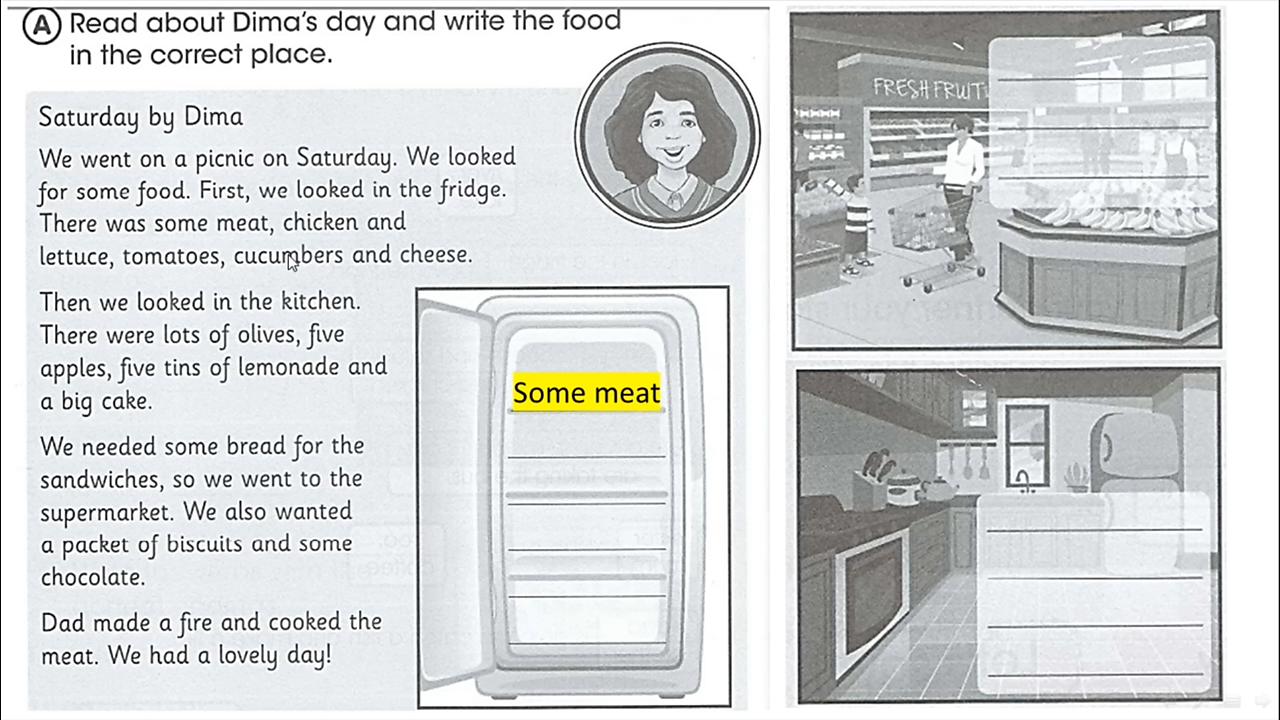 A Read about Dima's day and write the food
in the correct place.
Saturday by Dima
We went on a picnic on Saturday. We looked
for some food. First, we looked in the fridge.
There was some meat, chicken and
lettuce, tomatoes, cucumbers and cheese.
Then we looked in the kitchen.
There were lots of olives, five
apples, five tins of lemonade and
a big cake.
We needed some bread for the
sandwiches, so we went to the
supermarket. We also wanted
a packet of biscuits and some
chocolate.
Dad made a fire and cooked the
meat. We had a lovely day!
Some meat
FRESH FRUIT